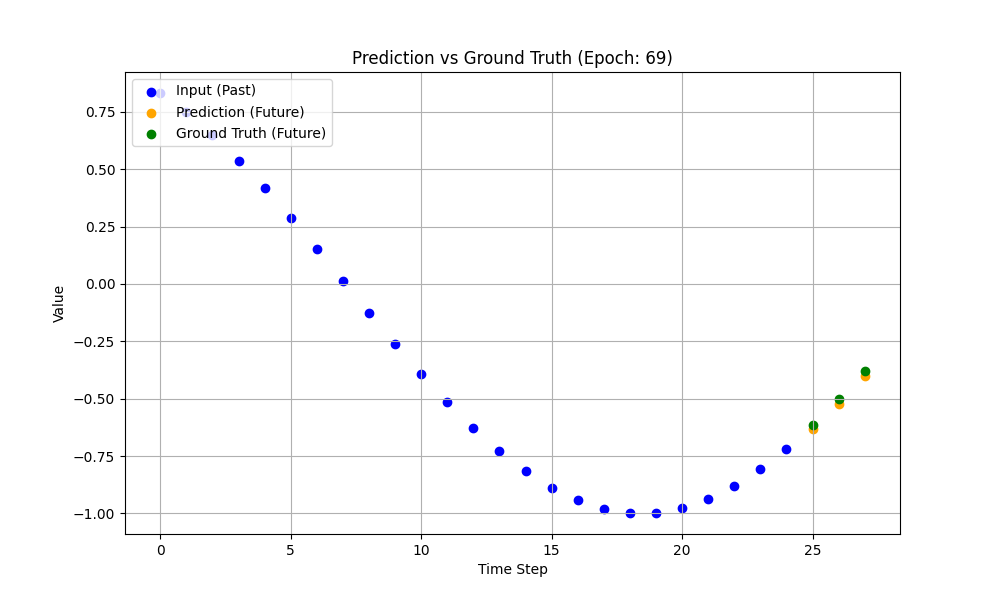 Prediction vs Ground Truth (Epoch: 69)
Input (Past)
Prediction (Future)
Ground Truth (Future)
0.75
0.50
0.25
0.00
−0.25
−0.50
−0.75
−1.00
Value
0 5 10 15 20 25
Time Step